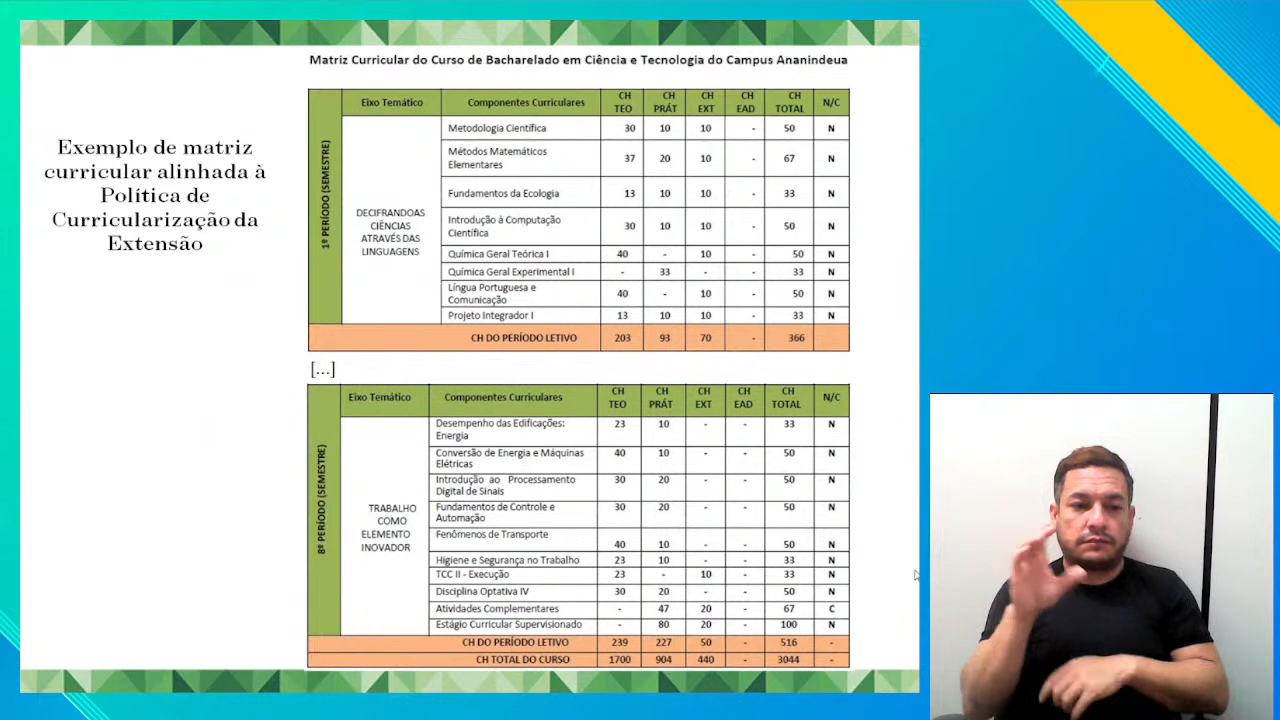 Matriz Curricular do Curso de Bacharelado em Ciência e Tecnologia do Campus Ananindeua
Exemplo de matriz
curricular alinhada à
Política de
Curricularização da
Extensão
1º PERÍODO (SEMESTRE)
Eixo Temático Componentes Curriculares CH TEO CH PRÁT CH EXT CH EAD CH TOTAL N/C
DECIFRANDOAS
CIÊNCIAS
ATRAVÉS DAS
LINGUAGENS
Metodologia Científica 30 10 10 - 50 N
Métodos Matemáticos
Elementares 37 20 10 - 67 N
Fundamentos da Ecologia 13 10 10 - 33 N
Introdução à Computação
Científica 30 10 10 - 50 N
Química Geral Teórica I 40 - 10 - 50 N
Química Geral Experimental I - 33 - - 33 N
Língua Portuguesa e
Comunicação 40 - 10 - 50 N
Projeto Integrador I 13 10 10 - 33 N
CH DO PERÍODO LETIVO 203 93 70 - 366
[...]
8º PERÍODO (SEMESTRE)
Eixo Temático Componentes Curriculares CH TEO CH PRÁT CH EXT CH EAD CH TOTAL N/C
TRABALHO
COMO
ELEMENTO
INOVADOR
Desempenho das Edificações:
Energia 23 10 - - 33 N
Conversão de Energia e Máquinas
Elétricas 40 10 - - 50 N
Introdução ao Processamento
Digital de Sinais 30 20 - - 50 N
Fundamentos de Controle e
Automação 30 20 - - 50 N
Fenômenos de Transporte 40 10 - - 50 N
Higiene e Segurança no Trabalho 23 10 - - 33 N
TCC II - Execução 23 - 10 - 33 N
Disciplina Optativa IV 30 20 - - 50 N
Atividades Complementares - 47 20 - 67 C
Estágio Curricular Supervisionado - 80 20 - 100 N
CH DO PERÍODO LETIVO 239 227 50 - 516 -
CH TOTAL DO CURSO 1700 904 440 - 3044 -